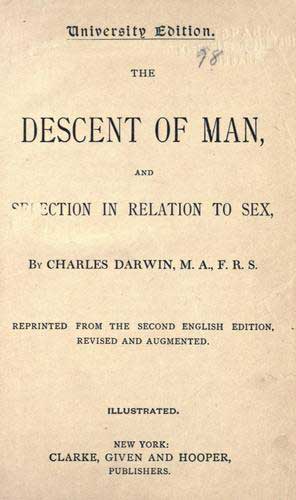 University Edition.
98
THE
DESCENT OF MAN,
AND
SELECTION IN RELATION TO SEX,
BY CHARLES DARWIN, M. A., F. R. S.
REPRINTED FROM THE SECOND ENGLISH EDITION,
REVISED AND AUGMENTED.
ILLUSTRATED.
NEW YORK:
CLARKE, GIVEN AND HOOPER,
PUBLISHERS.